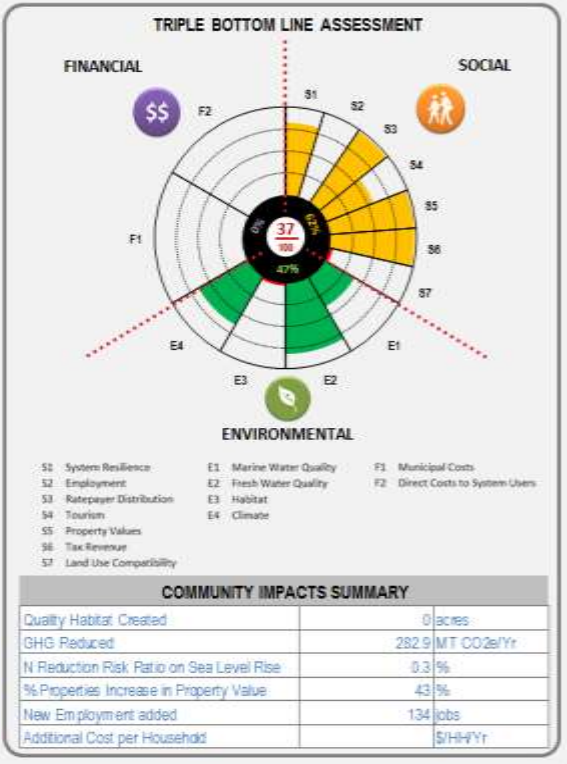 TRIPLE BOTTOM LINE ASSESSMENT
FINANCIAL
SOCIAL
$$
F2
S1
S2
S3
S4
S5
S6
S7
F1
0%
62%
37
100
47%
E4
E3
E2
E1
ENVIRONMENTAL
S1 System Resilience
S2 Employment
S3 Ratepayer Distribution
S4 Tourism
S5 Property Values
S6 Tax Revenue
S7 Land Use Compatibility
E1 Marine Water Quality
E2 Fresh Water Quality
E3 Habitat
E4 Climate
F1 Municipal Costs
F2 Direct Costs to System Users
COMMUNITY IMPACTS SUMMARY
Quality Habitat Created 0 acres
GHG Reduced 282.9 MT CO2e/Yr
N Reduction Risk Ratio on Sea Level Rise 0.3 %
% Properties Increase in Property Value 43 %
New Employment added 134 jobs
Additional Cost per Household $/HH/Yr